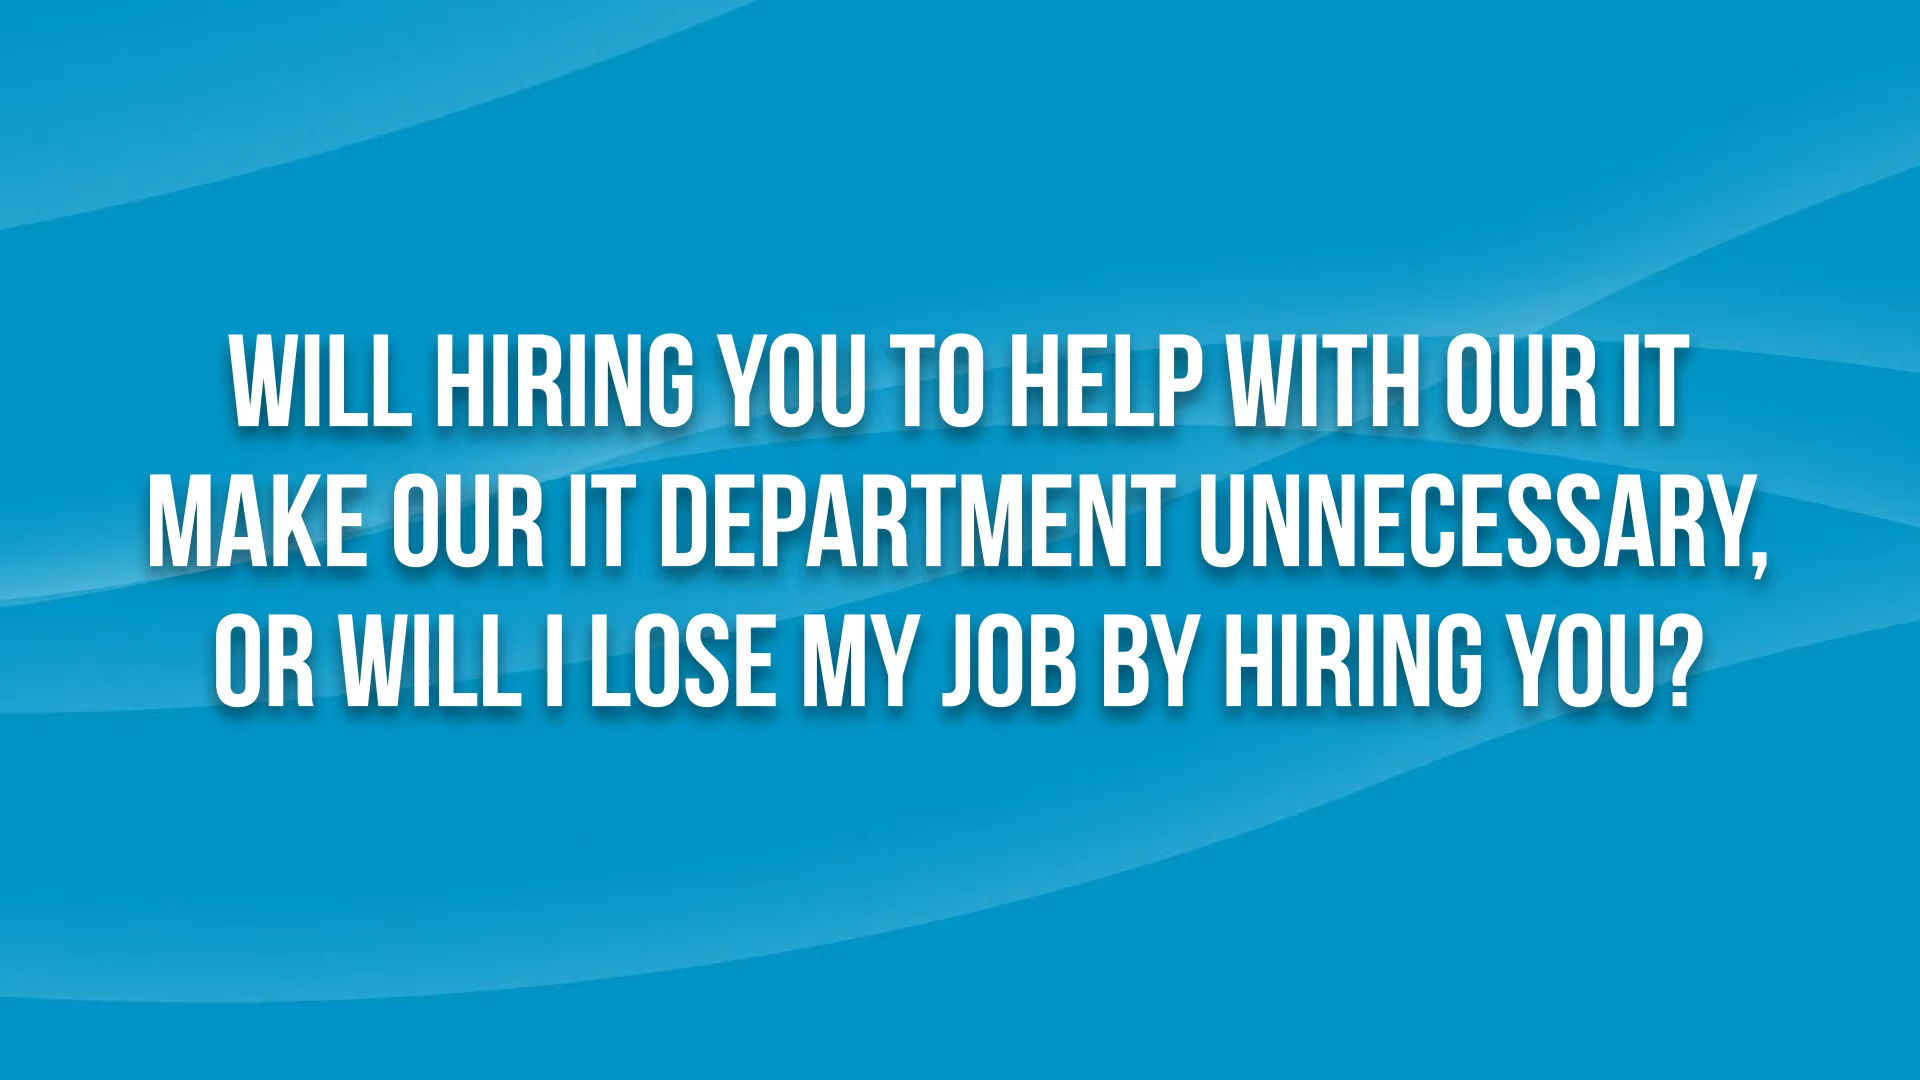 WILL HIRING YOU TO HELP WITH OUR IT
MAKE OUR IT DEPARTMENT UNNECESSARY,
OR WILL I LOSE MY JOB BY HIRING YOU?